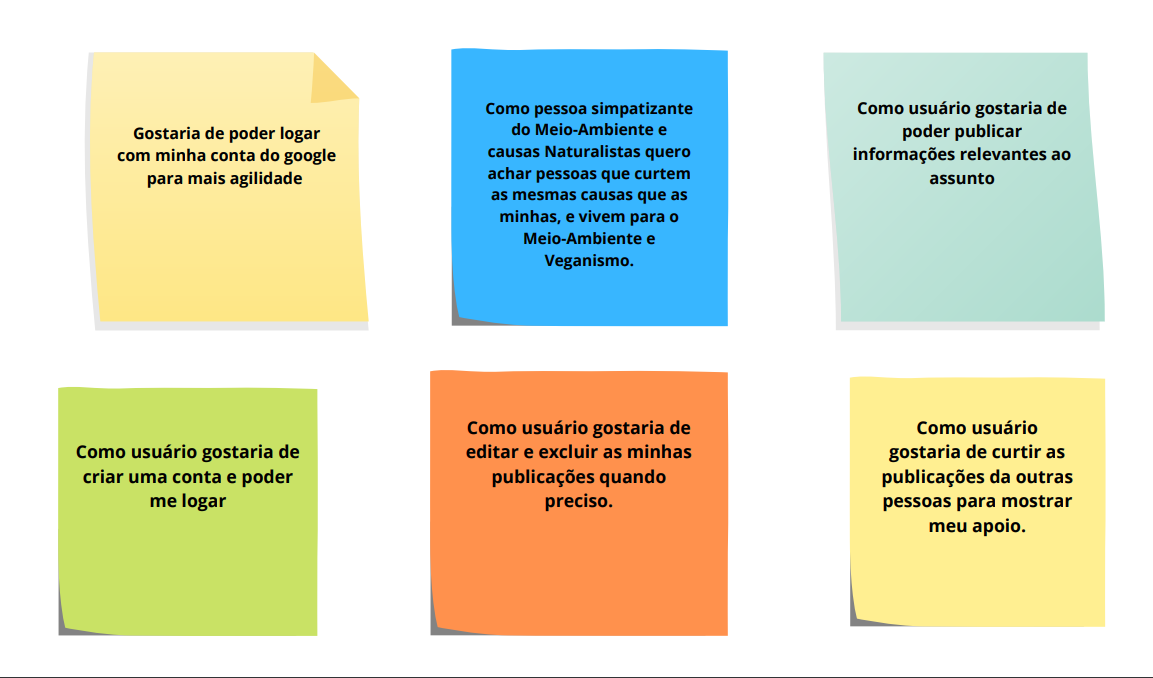 Gostaria de poder logar
com minha conta do google
para mais agilidade
Como pessoa simpatizante
do Meio-Ambiente e
causas Naturalistas quero
achar pessoas que curtem
as mesmas causas que as
minhas, e vivem para o
Meio-Ambiente e
Veganismo.
Como usuário gostaria de
poder publicar
informações relevantes ao
assunto
Como usuário gostaria de
criar uma conta e poder
me logar
Como usuário gostaria de
editar e excluir as minhas
publicações quando
preciso.
Como usuário
gostaria de curtir as
publicações da outras
pessoas para mostrar
meu apoio.